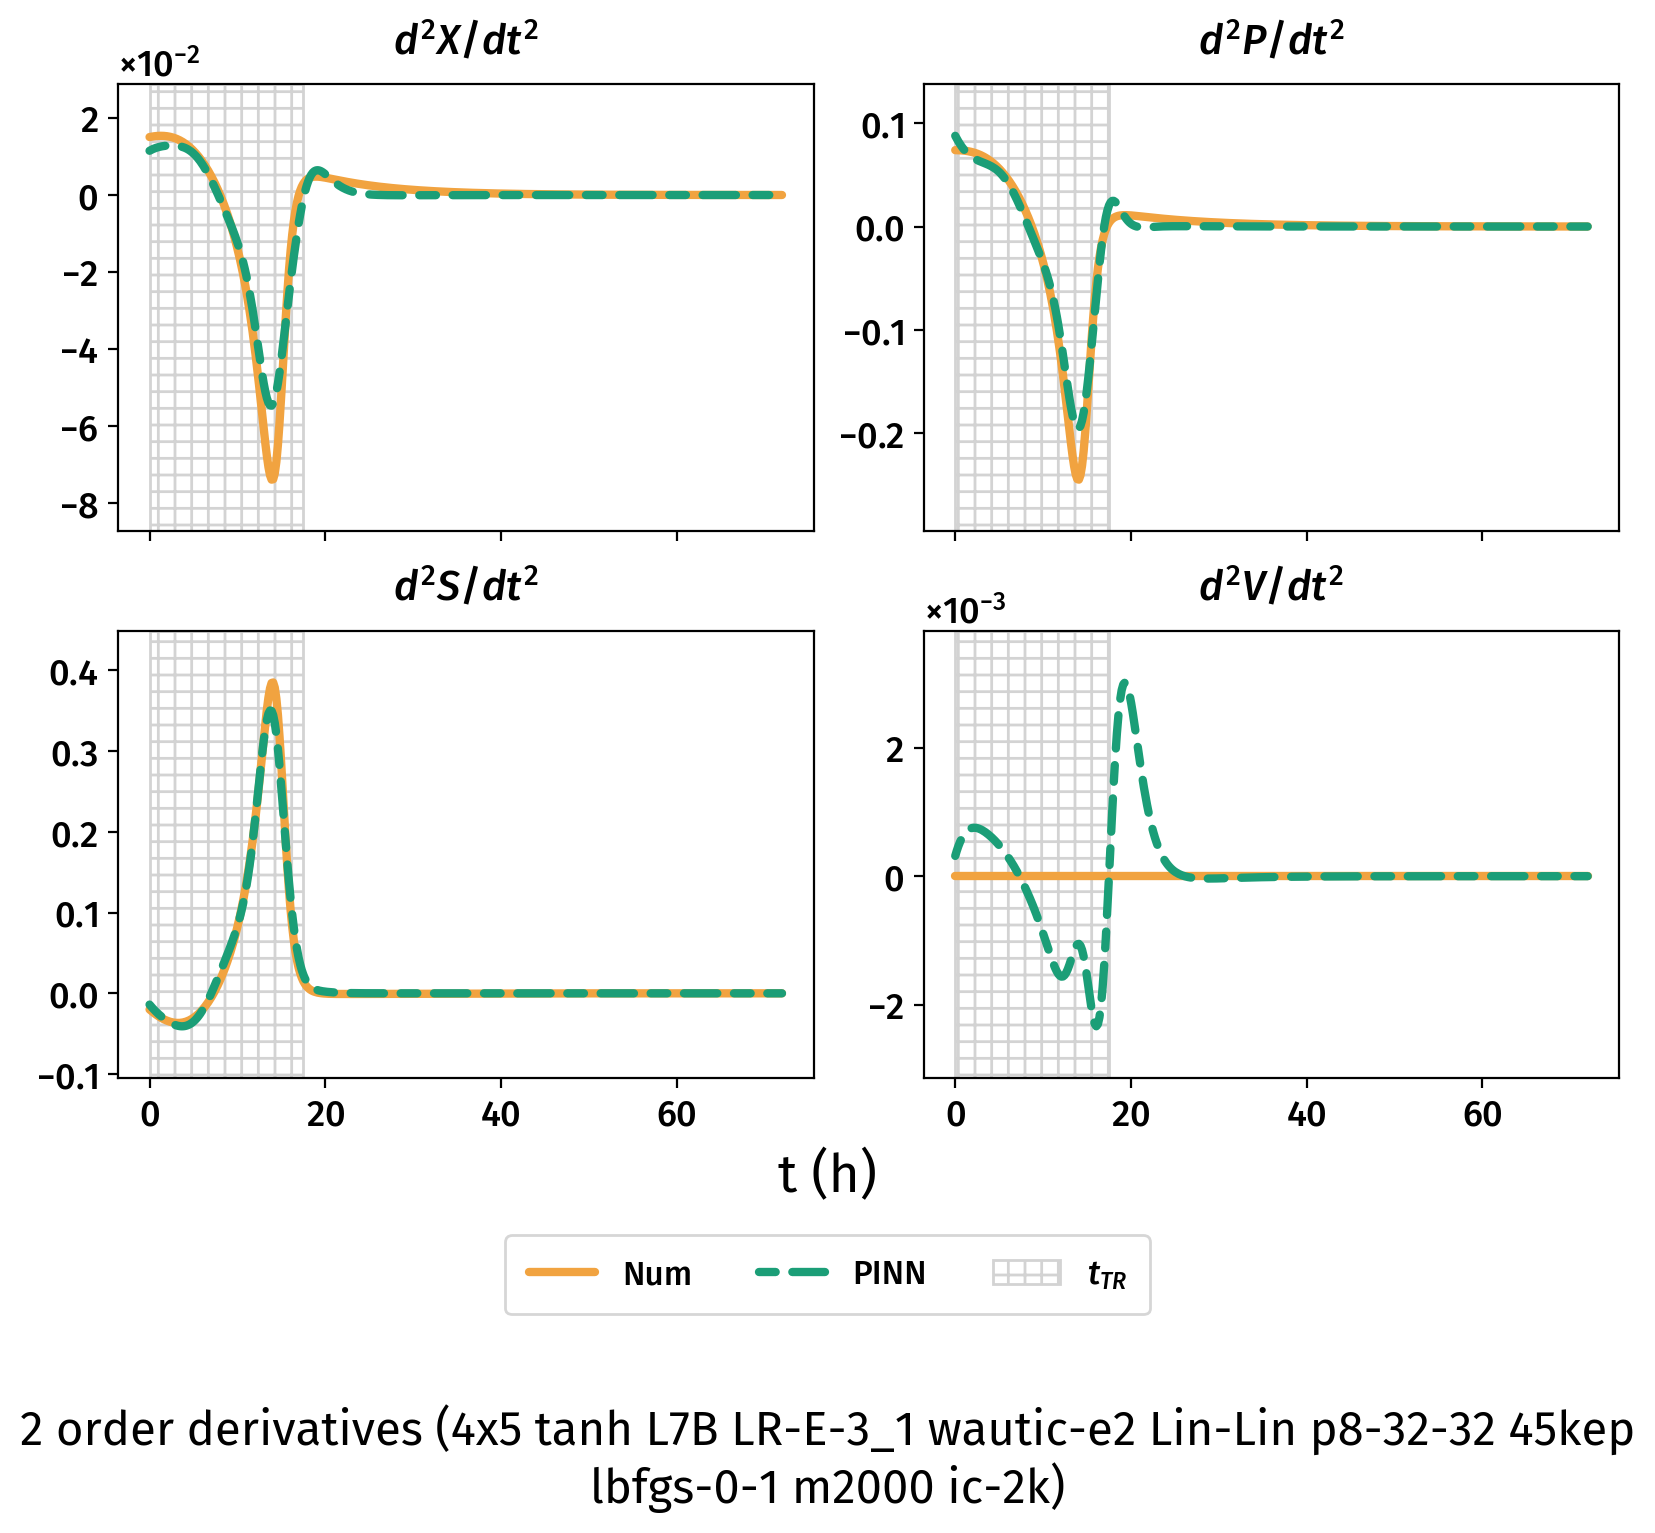 d²X/dt²
×10⁻²
2
0
−2
−4
−6
−8
d²P/dt²
0.1
0.0
−0.1
−0.2
d²S/dt²
0.4
0.3
0.2
0.1
0.0
−0.1
0 20 40 60
d²V/dt²
×10⁻³
2
0
−2
0 20 40 60
t (h)
Num PINN t_TR
2 order derivatives (4x5 tanh L7B LR-E-3_1 wautic-e2 Lin-Lin p8-32-32 45kep
lbfgs-0-1 m2000 ic-2k)